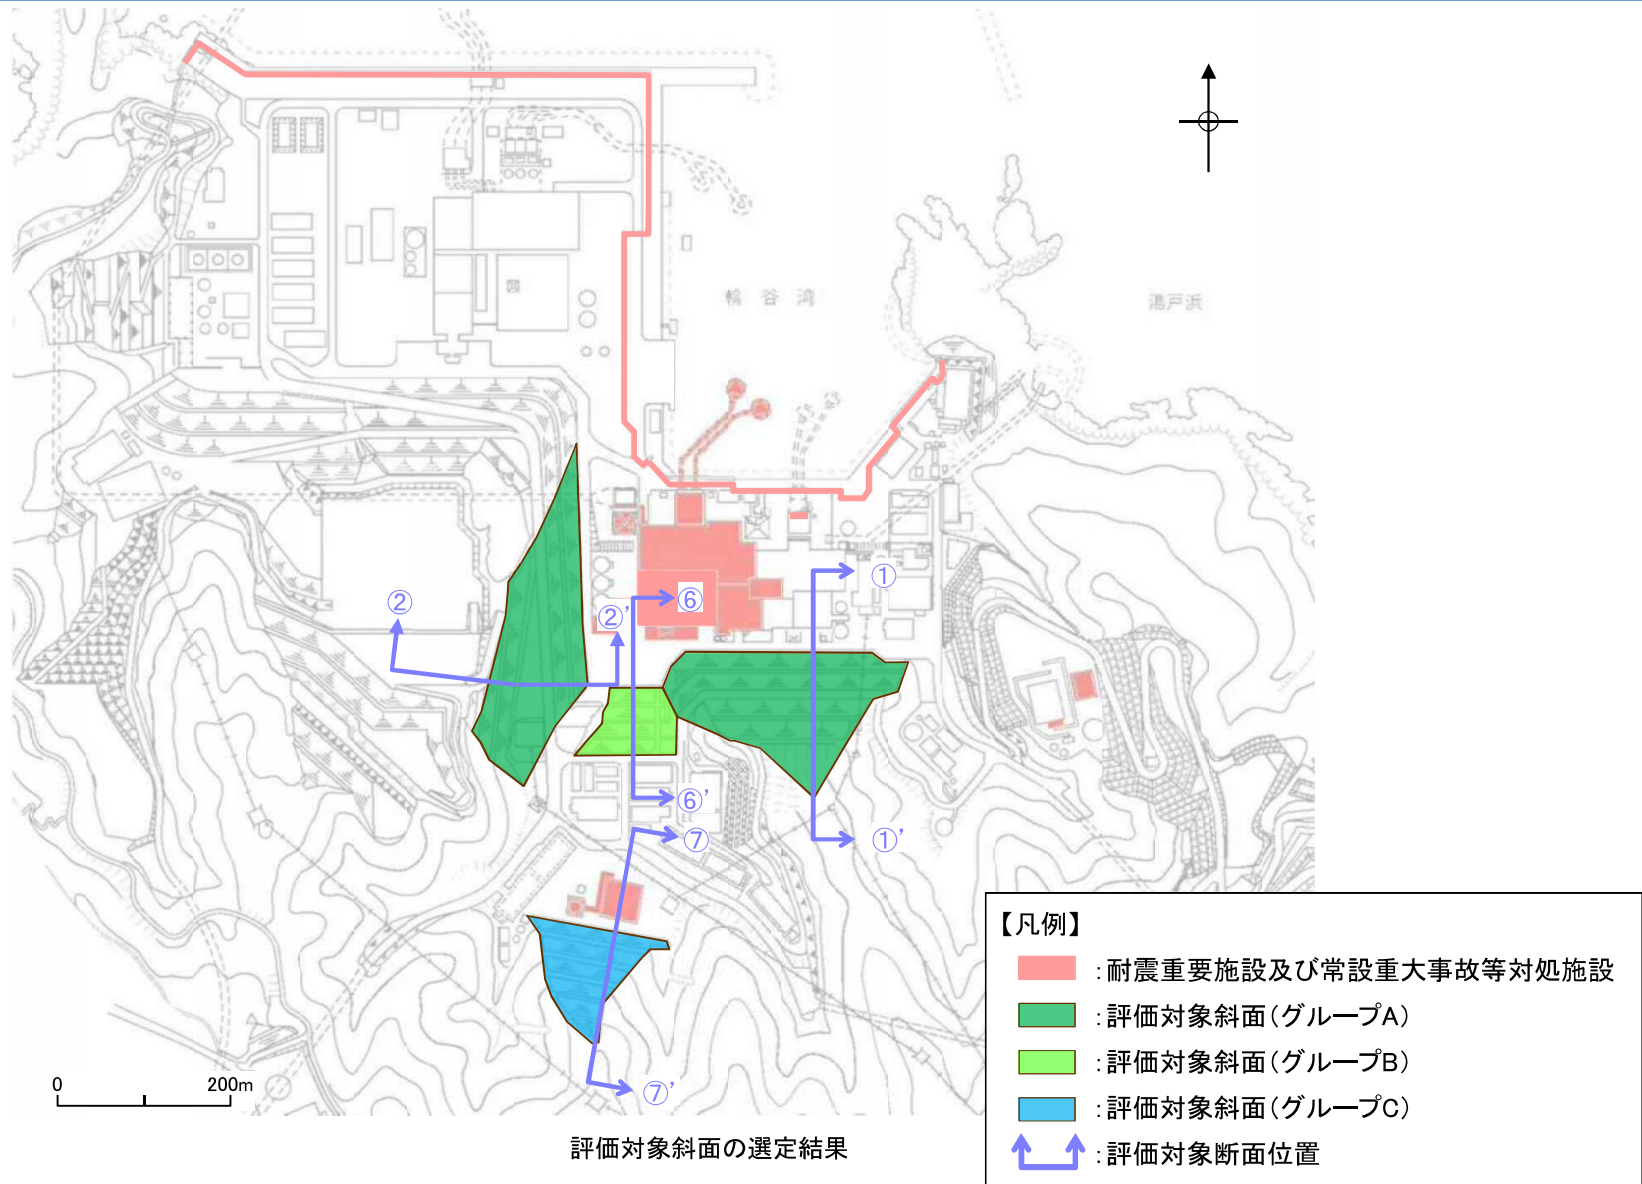 輪谷湾
湯戸浜
①
②
②’
⑥
⑥’
⑦
①’
⑦’
0 200m
【凡例】
：耐震重要施設及び常設重大事故等対処施設
：評価対象斜面（グループA）
：評価対象斜面（グループB）
：評価対象斜面（グループC）
：評価対象断面位置
評価対象斜面の選定結果